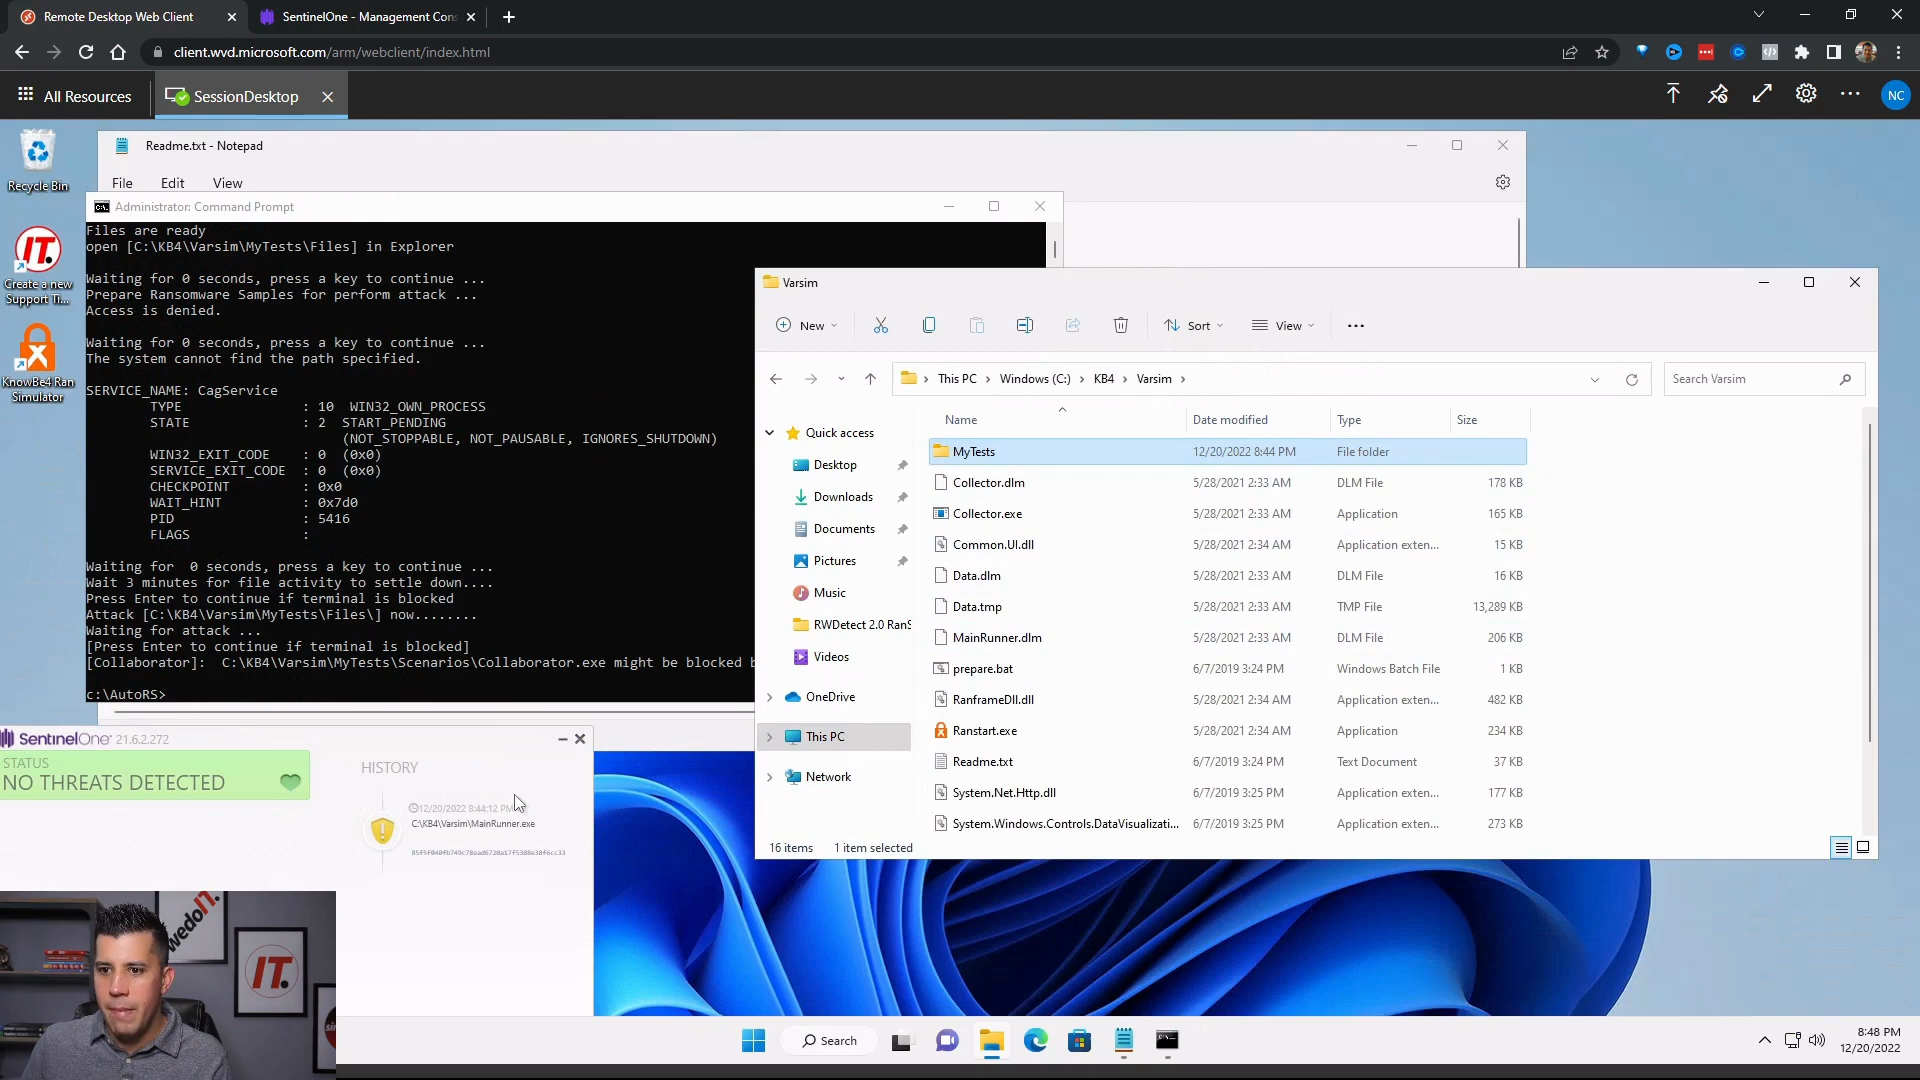 Remote Desktop Web Client
SentinelOne - Management Cons
client.wvd.microsoft.com/arm/webclient/index.html
All Resources
SessionDesktop
NC
Recycle Bin
Create a new
Support Ti...
KnowBe4 Ran
Simulator
Readme.txt - Notepad
File Edit View
Administrator: Command Prompt
Files are ready
open [C:\KB4\Varsim\MyTests\Files] in Explorer
Waiting for 0 seconds, press a key to continue ...
Prepare Ransomware Samples for perform attack ...
Access is denied.
Waiting for 0 seconds, press a key to continue ...
The system cannot find the path specified.
SERVICE_NAME: CagService
TYPE : 10 WIN32_OWN_PROCESS
STATE : 2 START_PENDING
(NOT_STOPPABLE, NOT_PAUSABLE, IGNORES_SHUTDOWN)
WIN32_EXIT_CODE : 0 (0x0)
SERVICE_EXIT_CODE : 0 (0x0)
CHECKPOINT : 0x0
WAIT_HINT : 0x7d0
PID : 5416
FLAGS :
Waiting for 0 seconds, press a key to continue ...
Wait 3 minutes for file activity to settle down....
Press Enter to continue if terminal is blocked
Attack [C:\KB4\Varsim\MyTests\Files\] now........
Waiting for attack ...
[Press Enter to continue if terminal is blocked]
[Collaborator]: C:\KB4\Varsim\MyTests\Scenarios\Collaborator.exe might be blocked b
c:\AutoRS>
Varsim
New Sort View
This PC > Windows (C:) > KB4 > Varsim >
Search Varsim
Quick access
Desktop
Downloads
Documents
Pictures
Music
RWDetect 2.0 RanS
Videos
OneDrive
This PC
Network
Name Date modified Type Size
MyTests 12/20/2022 8:44 PM File folder
Collector.dlm 5/28/2021 2:33 AM DLM File 178 KB
Collector.exe 5/28/2021 2:33 AM Application 165 KB
Common.UI.dll 5/28/2021 2:34 AM Application exten... 15 KB
Data.dlm 5/28/2021 2:33 AM DLM File 16 KB
Data.tmp 5/28/2021 2:33 AM TMP File 13,289 KB
MainRunner.dlm 5/28/2021 2:33 AM DLM File 206 KB
prepare.bat 6/7/2019 3:24 PM Windows Batch File 1 KB
RanframeDll.dll 5/28/2021 2:34 AM Application exten... 482 KB
Ranstart.exe 5/28/2021 2:34 AM Application 234 KB
Readme.txt 6/7/2019 3:24 PM Text Document 37 KB
System.Net.Http.dll 6/7/2019 3:25 PM Application exten... 177 KB
System.Windows.Controls.DataVisualizati... 6/7/2019 3:25 PM Application exten... 273 KB
16 items 1 item selected
SentinelOne 21.6.2.272
STATUS
NO THREATS DETECTED
HISTORY
12/20/2022 8:44:12 PM
C:\KB4\Varsim\MainRunner.exe
wedoIT.
IT.
Search
8:48 PM
12/20/2022